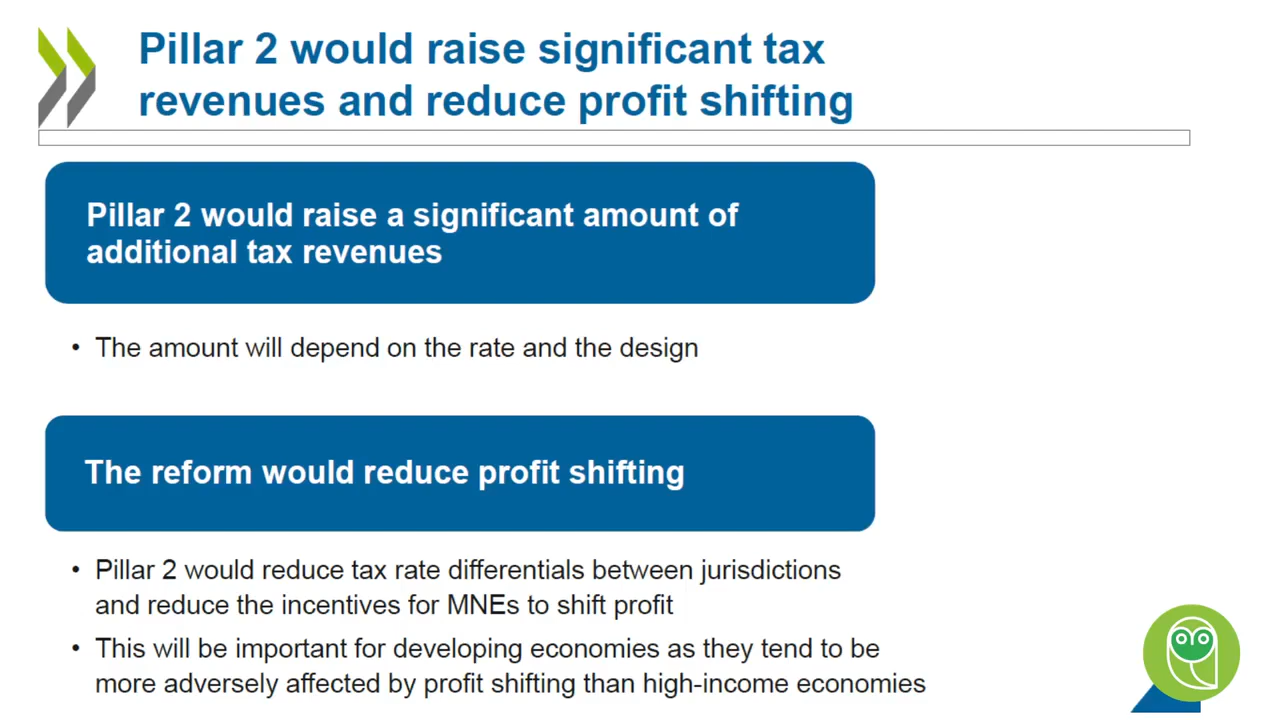 Pillar 2 would raise significant tax
revenues and reduce profit shifting
Pillar 2 would raise a significant amount of
additional tax revenues
• The amount will depend on the rate and the design
The reform would reduce profit shifting
• Pillar 2 would reduce tax rate differentials between jurisdictions
and reduce the incentives for MNEs to shift profit
• This will be important for developing economies as they tend to be
more adversely affected by profit shifting than high-income economies